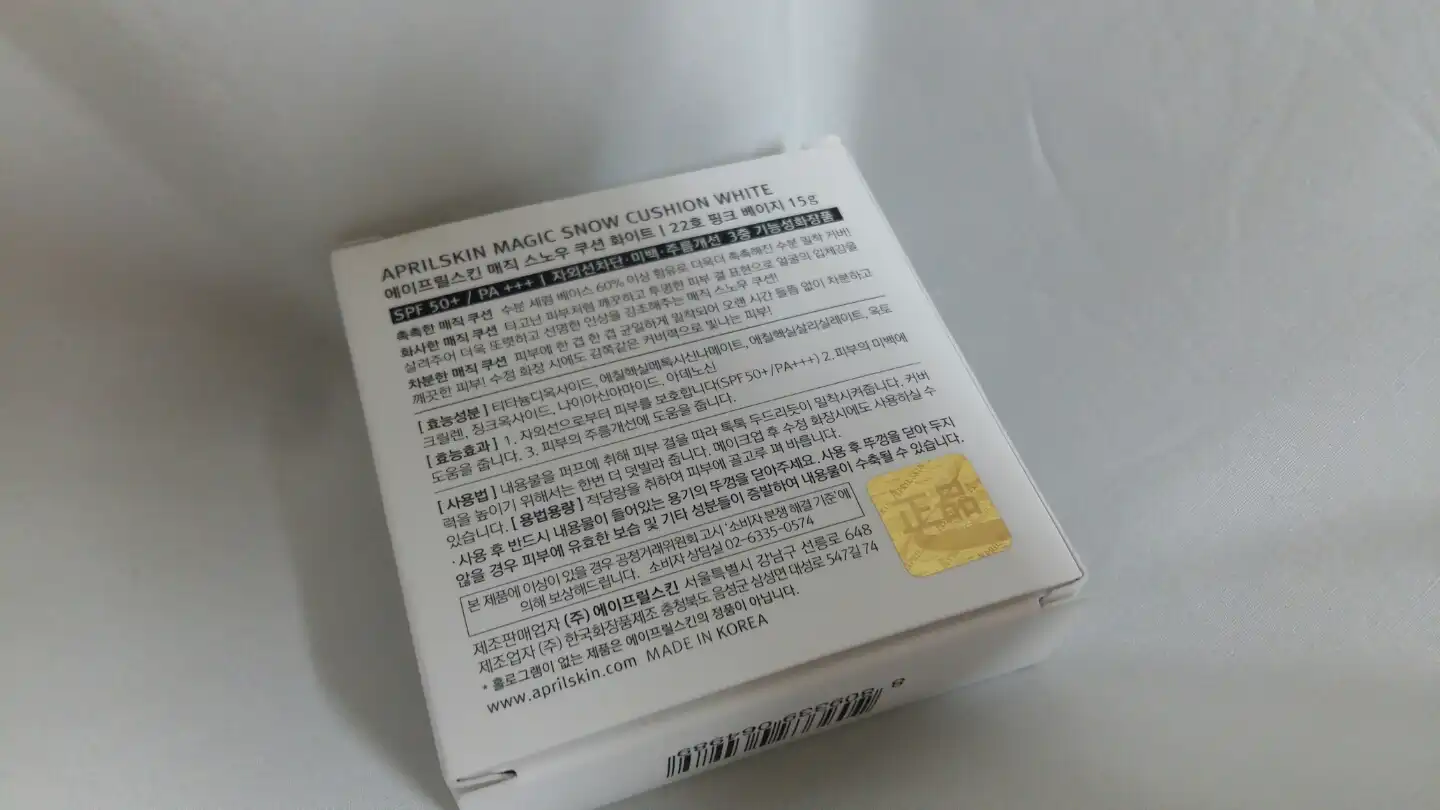 APRILSKIN MAGIC SNOW CUSHION WHITE
에이프릴스킨 매직 스노우 쿠션 화이트 | 22호 핑크 베이지 15g
SPF 50+ / PA +++ | 자외선차단·미백·주름개선 3중 기능성화장품
촉촉한 매직 쿠션 수분 세럼 베이스 60% 이상 함유로 더욱더 촉촉해진 수분 밀착 커버!
화사한 매직 쿠션 타고난 피부처럼 깨끗하고 투명한 피부 결 표현으로 얼굴의 입체감을
살려주어 더욱 또렷하고 선명한 인상을 강조해주는 매직 스노우 쿠션!
차분한 매직 쿠션 피부에 한 겹 한 겹 균일하게 밀착되어 오랜 시간 들뜸 없이 차분하고
깨끗한 피부! 수정 화장 시에도 감쪽같은 커버력으로 빛나는 피부!
[효능성분] 티타늄디옥사이드, 에칠헥실메톡시신나메이트, 에칠헥실살리실레이트, 옥토
크릴렌, 징크옥사이드, 나이아신아마이드, 아데노신
[효능효과] 1. 자외선으로부터 피부를 보호합니다(SPF50+/PA+++) 2. 피부의 미백에
도움을 줍니다. 3. 피부의 주름개선에 도움을 줍니다.
[사용법] 내용물을 퍼프에 취해 피부 결을 따라 톡톡 두드리듯이 밀착시켜줍니다. 커버
력을 높이기 위해서는 한번 더 덧발라 줍니다. 메이크업 후 수정 화장시에도 사용하실 수
있습니다. [용법용량] 적당량을 취하여 피부에 골고루 펴 바릅니다.
·사용 후 반드시 내용물이 들어있는 용기의 뚜껑을 닫아주세요. 사용 후 뚜껑을 닫아 두지
않을 경우 피부에 유효한 보습 및 기타 성분들이 증발하여 내용물이 수축될 수 있습니다.
본 제품에 이상이 있을 경우 공정거래위원회 고시 '소비자 분쟁 해결 기준'에
의해 보상해드립니다. 소비자 상담실 02-6335-0574
제조판매업자 (주) 에이프릴스킨 서울특별시 강남구 선릉로 648
제조업자 (주) 한국화장품제조 충청북도 음성군 삼성면 대성로 547길 74
* 홀로그램이 없는 제품은 에이프릴스킨의 정품이 아닙니다.
www.aprilskin.com MADE IN KOREA
正品